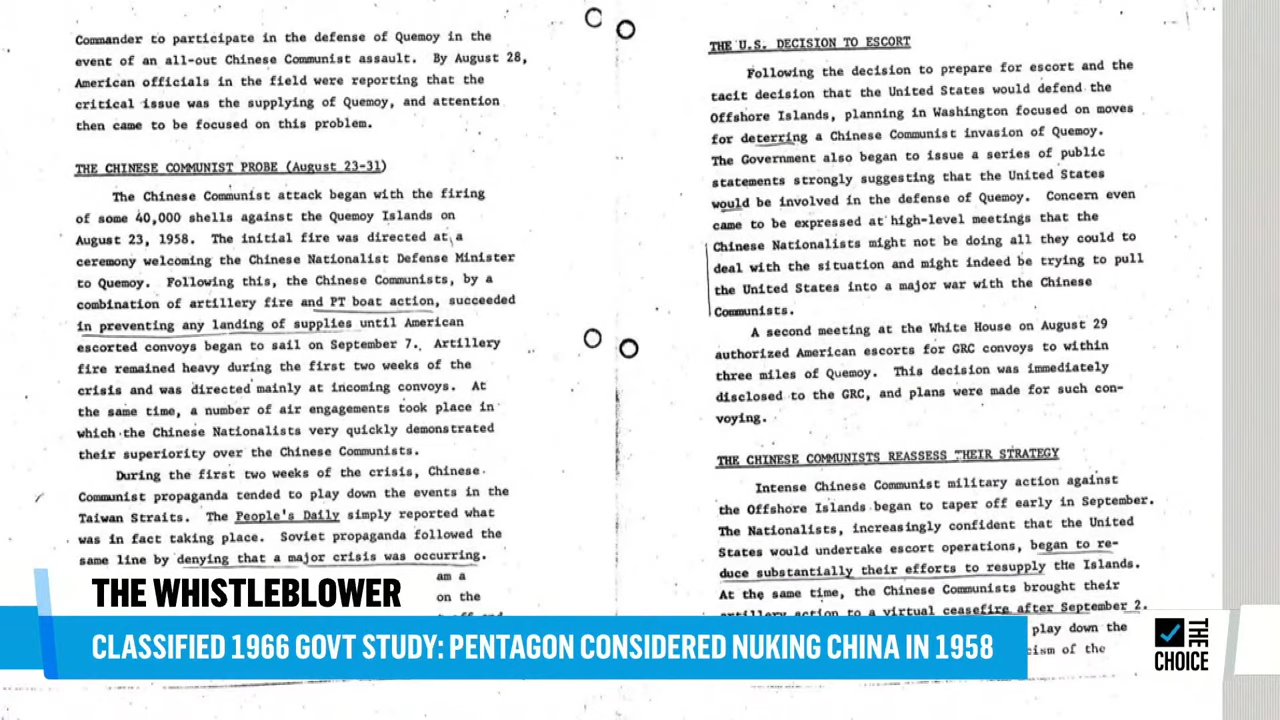 Commander to participate in the defense of Quemoy in the
event of an all-out Chinese Communist assault. By August 28,
American officials in the field were reporting that the
critical issue was the supplying of Quemoy, and attention
then came to be focused on this problem.
THE CHINESE COMMUNIST PROBE (August 23-31)
The Chinese Communist attack began with the firing
of some 40,000 shells against the Quemoy Islands on
August 23, 1958. The initial fire was directed at a
ceremony welcoming the Chinese Nationalist Defense Minister
to Quemoy. Following this, the Chinese Communists, by a
combination of artillery fire and PT boat action, succeeded
in preventing any landing of supplies until American
escorted convoys began to sail on September 7. Artillery
fire remained heavy during the first two weeks of the
crisis and was directed mainly at incoming convoys. At
the same time, a number of air engagements took place in
which the Chinese Nationalists very quickly demonstrated
their superiority over the Chinese Communists.
During the first two weeks of the crisis, Chinese
Communist propaganda tended to play down the events in the
Taiwan Straits. The People's Daily simply reported what
was in fact taking place. Soviet propaganda followed the
same line by denying that a major crisis was occurring.
am a
on the
THE U.S. DECISION TO ESCORT
Following the decision to prepare for escort and the
tacit decision that the United States would defend the
Offshore Islands, planning in Washington focused on moves
for deterring a Chinese Communist invasion of Quemoy.
The Government also began to issue a series of public
statements strongly suggesting that the United States
would be involved in the defense of Quemoy. Concern even
came to be expressed at high-level meetings that the
Chinese Nationalists might not be doing all they could to
deal with the situation and might indeed be trying to pull
the United States into a major war with the Chinese
Communists.
A second meeting at the White House on August 29
authorized American escorts for GRC convoys to within
three miles of Quemoy. This decision was immediately
disclosed to the GRC, and plans were made for such con-
voying.
THE CHINESE COMMUNISTS REASSESS THEIR STRATEGY
Intense Chinese Communist military action against
the Offshore Islands began to taper off early in September.
The Nationalists, increasingly confident that the United
States would undertake escort operations, began to re-
duce substantially their efforts to resupply the Islands.
At the same time, the Chinese Communists brought their
artillery action to a virtual ceasefire after September 2.
play down the
cism of the
THE WHISTLEBLOWER
CLASSIFIED 1966 GOVT STUDY: PENTAGON CONSIDERED NUKING CHINA IN 1958
THE
CHOICE